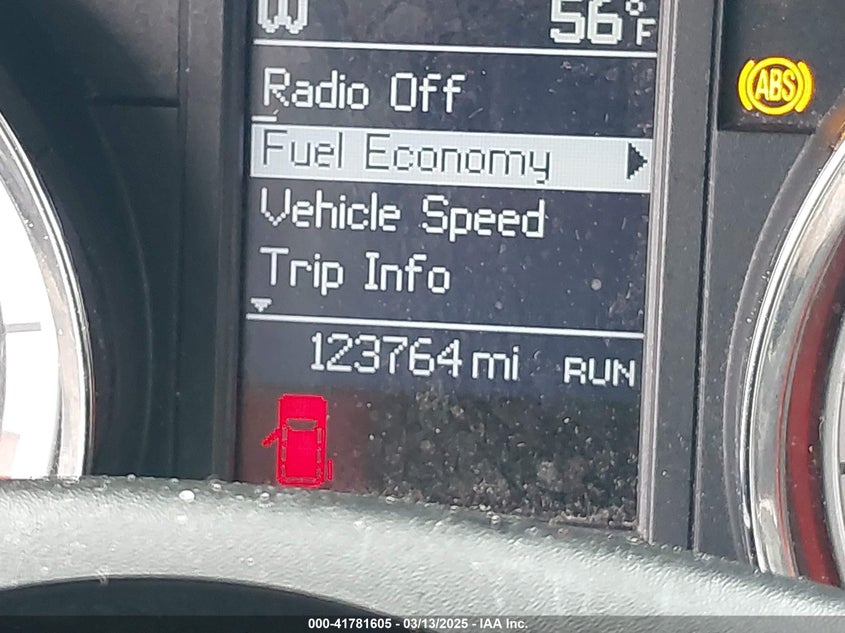 W 56°F
ABS
Radio Off
Fuel Economy
Vehicle Speed
Trip Info
123764 mi RUN
000-41781605 - 03/13/2025 - IAA Inc.